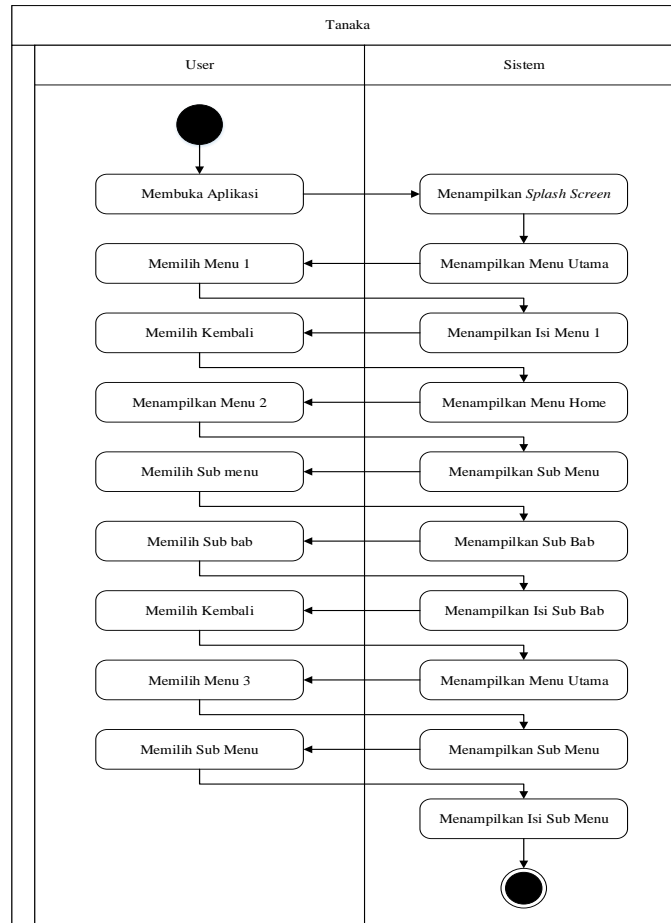 Tanaka
User
Sistem
Membuka Aplikasi
Menampilkan Splash Screen
Memilih Menu 1
Menampilkan Menu Utama
Memilih Kembali
Menampilkan Isi Menu 1
Menampilkan Menu 2
Menampilkan Menu Home
Memilih Sub menu
Menampilkan Sub Menu
Memilih Sub bab
Menampilkan Sub Bab
Memilih Kembali
Menampilkan Isi Sub Bab
Memilih Menu 3
Menampilkan Menu Utama
Memilih Sub Menu
Menampilkan Sub Menu
Menampilkan Isi Sub Menu